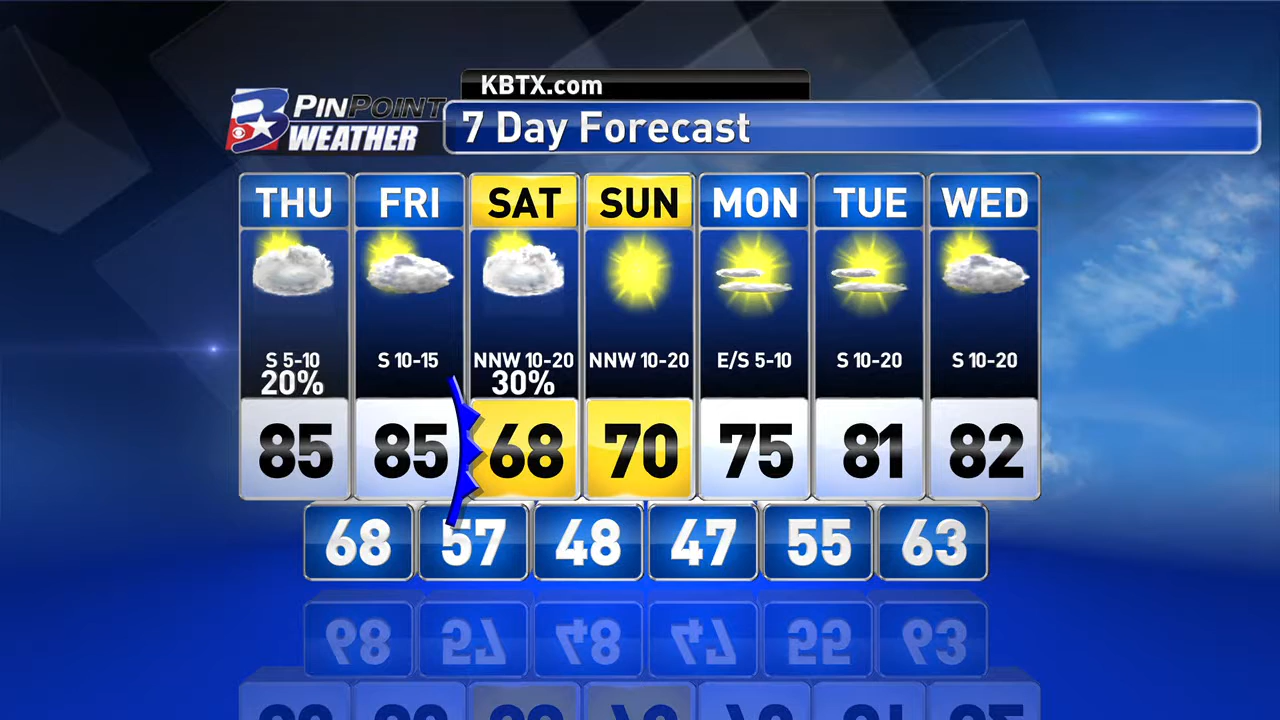 KBTX.com
3 PINPOINT
WEATHER
7 Day Forecast
THU FRI SAT SUN MON TUE WED
S 5-10 S 10-15 NNW 10-20 NNW 10-20 E/S 5-10 S 10-20 S 10-20
20% 30%
85 85 68 70 75 81 82
68 57 48 47 55 63